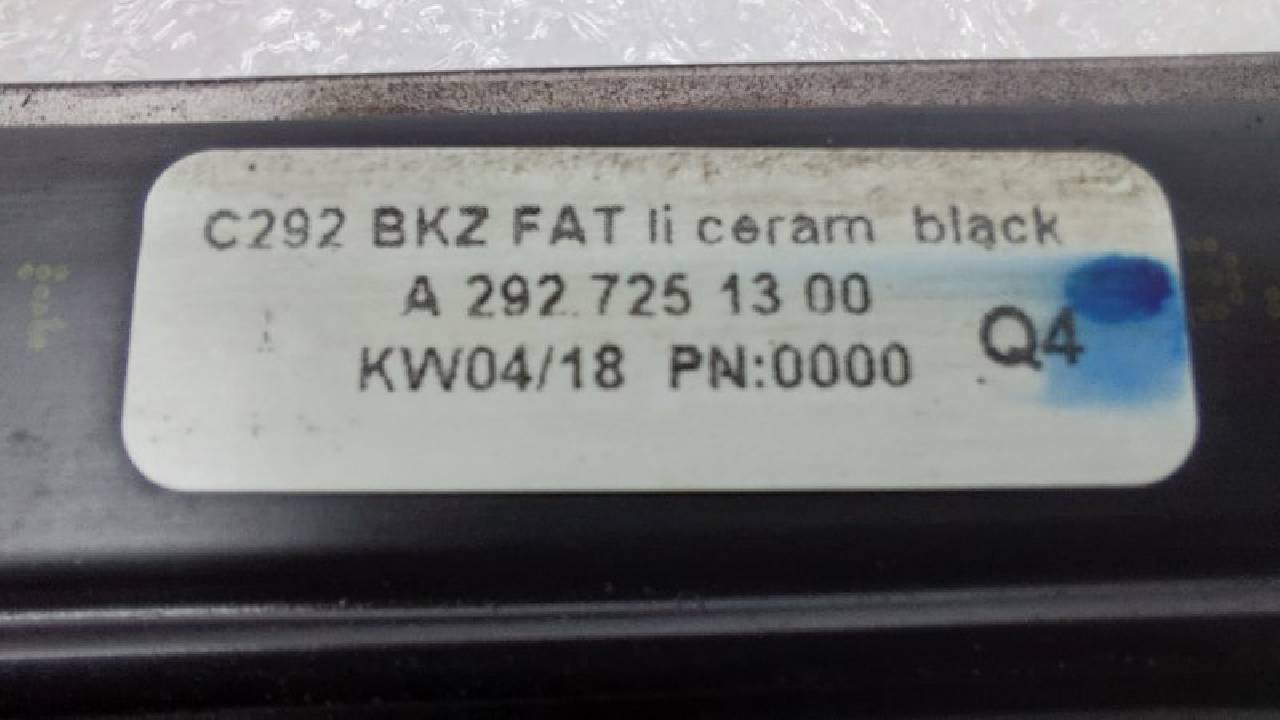 C292 BKZ FAT li ceram black
A 292 725 13 00
KW04/18 PN:0000 Q4